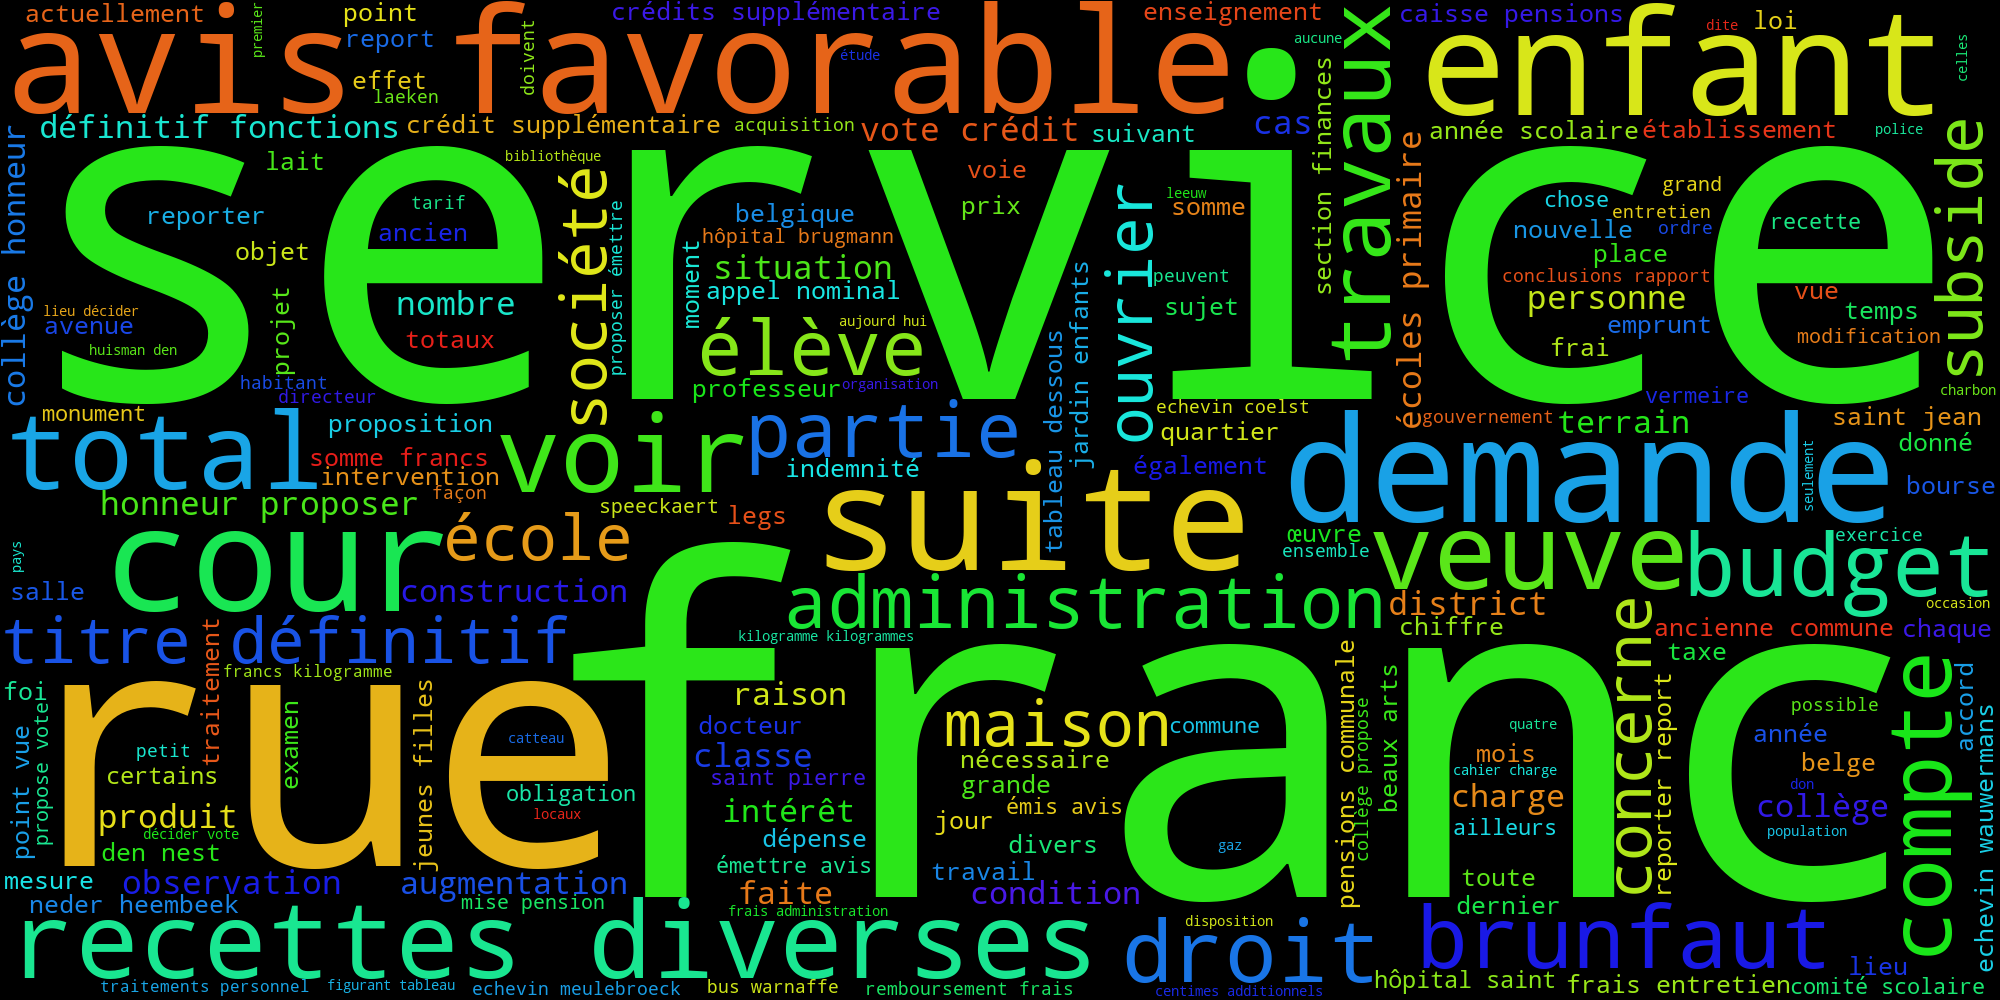 actuellement
premier
point
crédits supplémentaire
enseignement
caisse pensions
dite
loi
avis favorable
report
doivent
étude
aucune
travaux
enfant
celles
effet
laeken
définitif fonctions
crédit supplémentaire
acquisition
vote crédit
suivant
cas
section finances
année scolaire
établissement
police
collège honneur
lait
bibliothèque
société
voie
ouvrier
leeuw
somme
écoles primaire
grand
subside
service
reporter
tarif
ancien
objet
proposer émettre
belgique
hôpital brugmann
prix
chose
entretien
nouvelle
ordre
recette
place
moment
situation
appel nominal
peuvent
sujet
conclusions rapport
personne
vue
temps
emprunt
modification
frai
lieu décider
avenue
huisman den
projet
nombre
totaux
élève
aujourd hui
tableau dessous
jardin enfants
habitant
directeur
professeur
organisation
charbon
vermeire
monument
total
proposition
voir
partie
echevin coelst
quartier
gouvernement
terrain
saint jean
donné
somme francs
intervention
indemnité
également
demande
seulement
bourse
honneur proposer
façon
speeckaert
legs
suite
cour
école
œuvre
ensemble
veuve
budget
exercice
pays
salle
construction
administration
district
concerne
occasion
titre définitif
kilogramme kilogrammes
chiffre
ancienne commune
chaque
taxe
traitement
francs kilogramme
franc
foi
propose voter
point vue
rue
examen
jeunes filles
raison
maison
pensions communale
collège propose
beaux arts
reporter report
compte
accord
echevin wauwermans
possible
petit
catteau
docteur
commune
quatre
année
certains
classe
nécessaire
mois
belge
saint pierre
grande
cahier charge
don
obligation
charge
collège
produit
locaux
intérêt
émis avis
jour
ailleurs
population
décider vote
dépense
divers
gaz
den nest
émettre avis
mesure
observation
augmentation
travail
toute
faite
condition
dernier
neder heembeek
mise pension
frais administration
disposition
recettes diverses
droit
brunfaut
lieu
traitements personnel
figurant tableau
echevin meulebroeck
bus warnaffe
remboursement frais
centimes additionnels
hôpital saint
frais entretien
comité scolaire